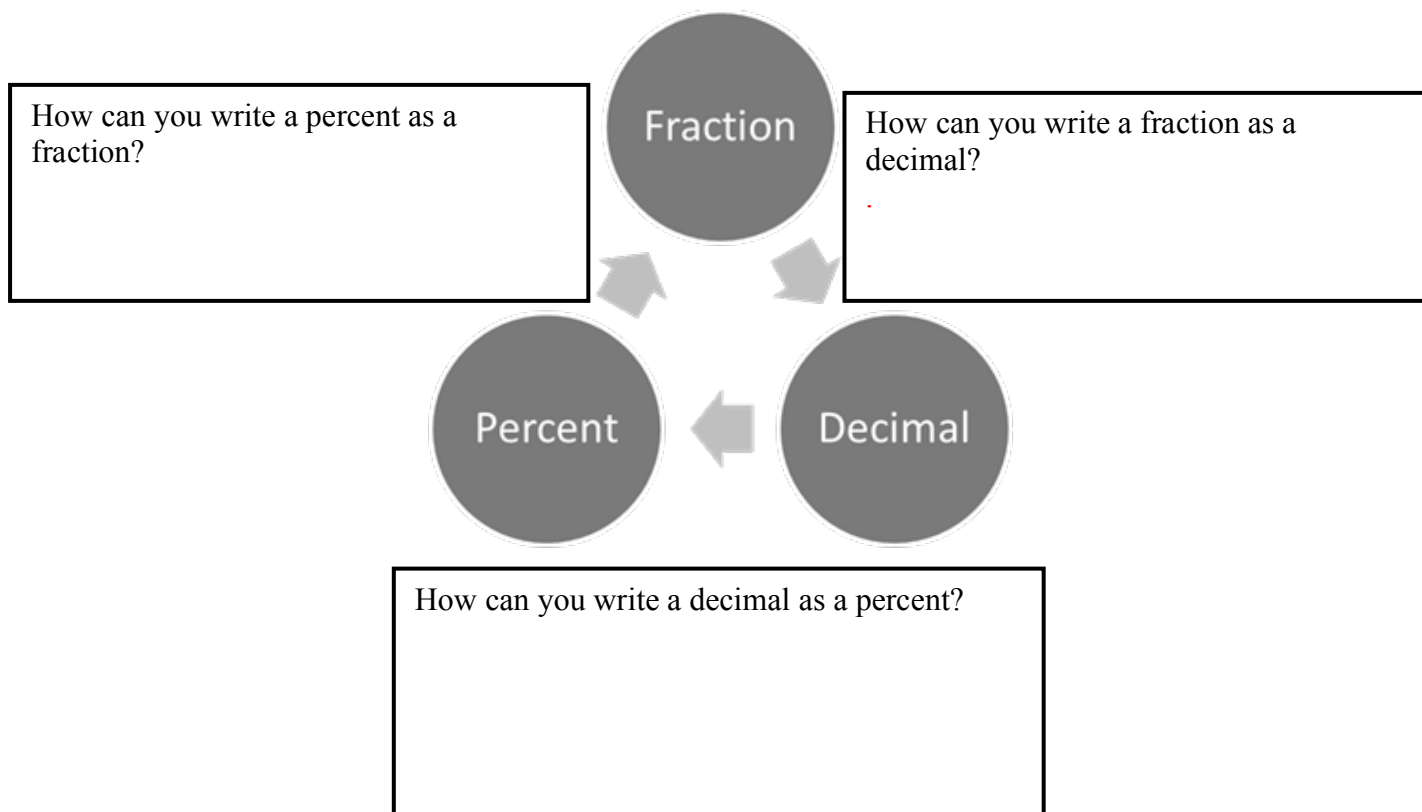 Fraction
How can you write a percent as a
fraction?
How can you write a fraction as a
decimal?
.
Percent
Decimal
How can you write a decimal as a percent?